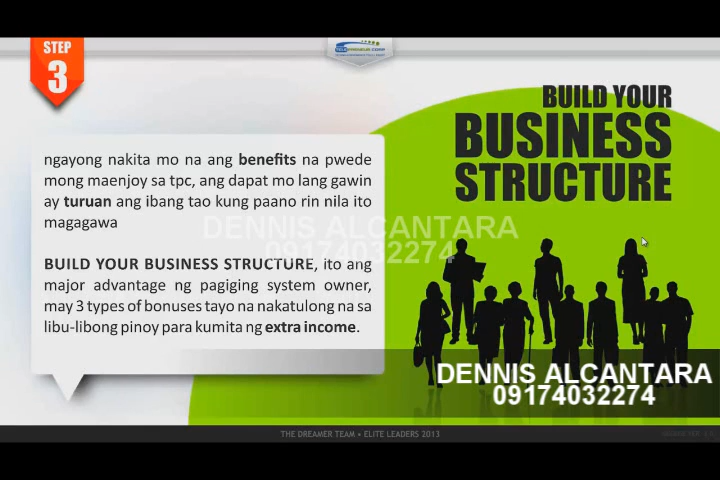 STEP
3
BUILD YOUR
BUSINESS
STRUCTURE
ngayong nakita mo na ang benefits na pwede
mong maenjoy sa tpc, ang dapat mo lang gawin
ay turuan ang ibang tao kung paano rin nila ito
magagawa
DENNIS ALCANTARA
09174032274
BUILD YOUR BUSINESS STRUCTURE, ito ang
major advantage ng pagiging system owner,
may 3 types of bonuses tayo na nakatulong na sa
libu-libong pinoy para kumita ng extra income.
DENNIS ALCANTARA
09174032274
THE DREAMER TEAM • ELITE LEADERS 2013